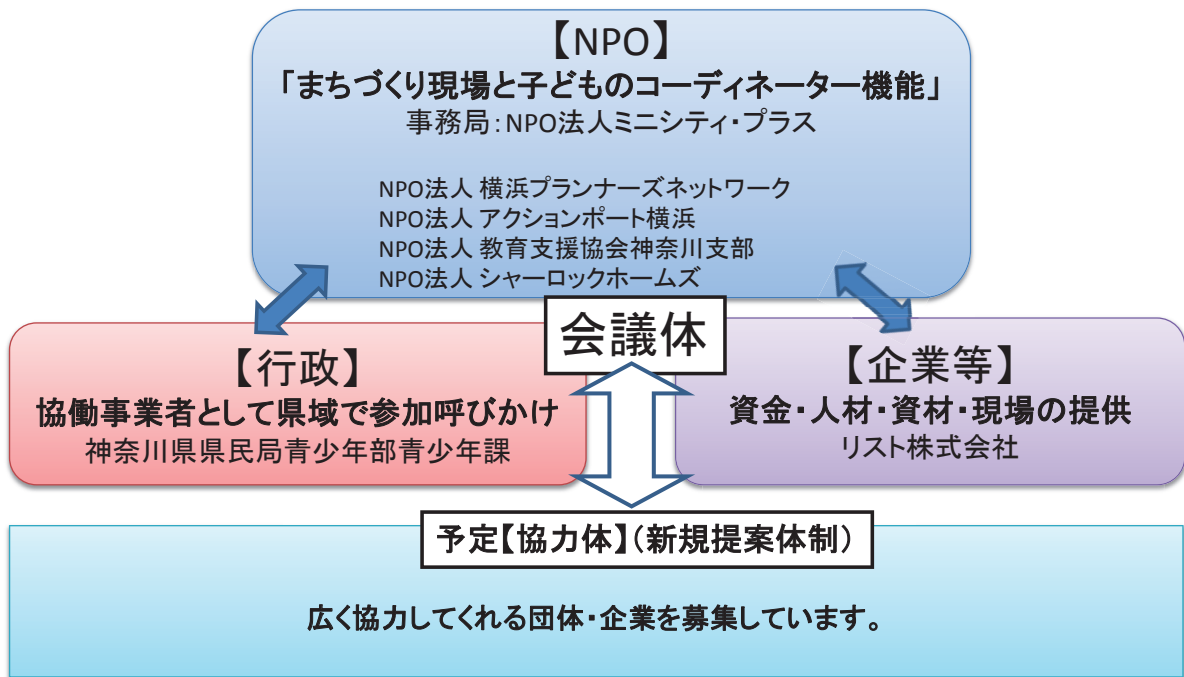 【NPO】
「まちづくり現場と子どものコーディネーター機能」
事務局：NPO法人ミニシティ・プラス
NPO法人 横浜プランナーズネットワーク
NPO法人 アクションポート横浜
NPO法人 教育支援協会神奈川支部
NPO法人 シャーロックホームズ
会議体
【行政】
協働事業者として県域で参加呼びかけ
神奈川県県民局青少年部青少年課
【企業等】
資金・人材・資材・現場の提供
リスト株式会社
予定【協力体】（新規提案体制）
広く協力してくれる団体・企業を募集しています。